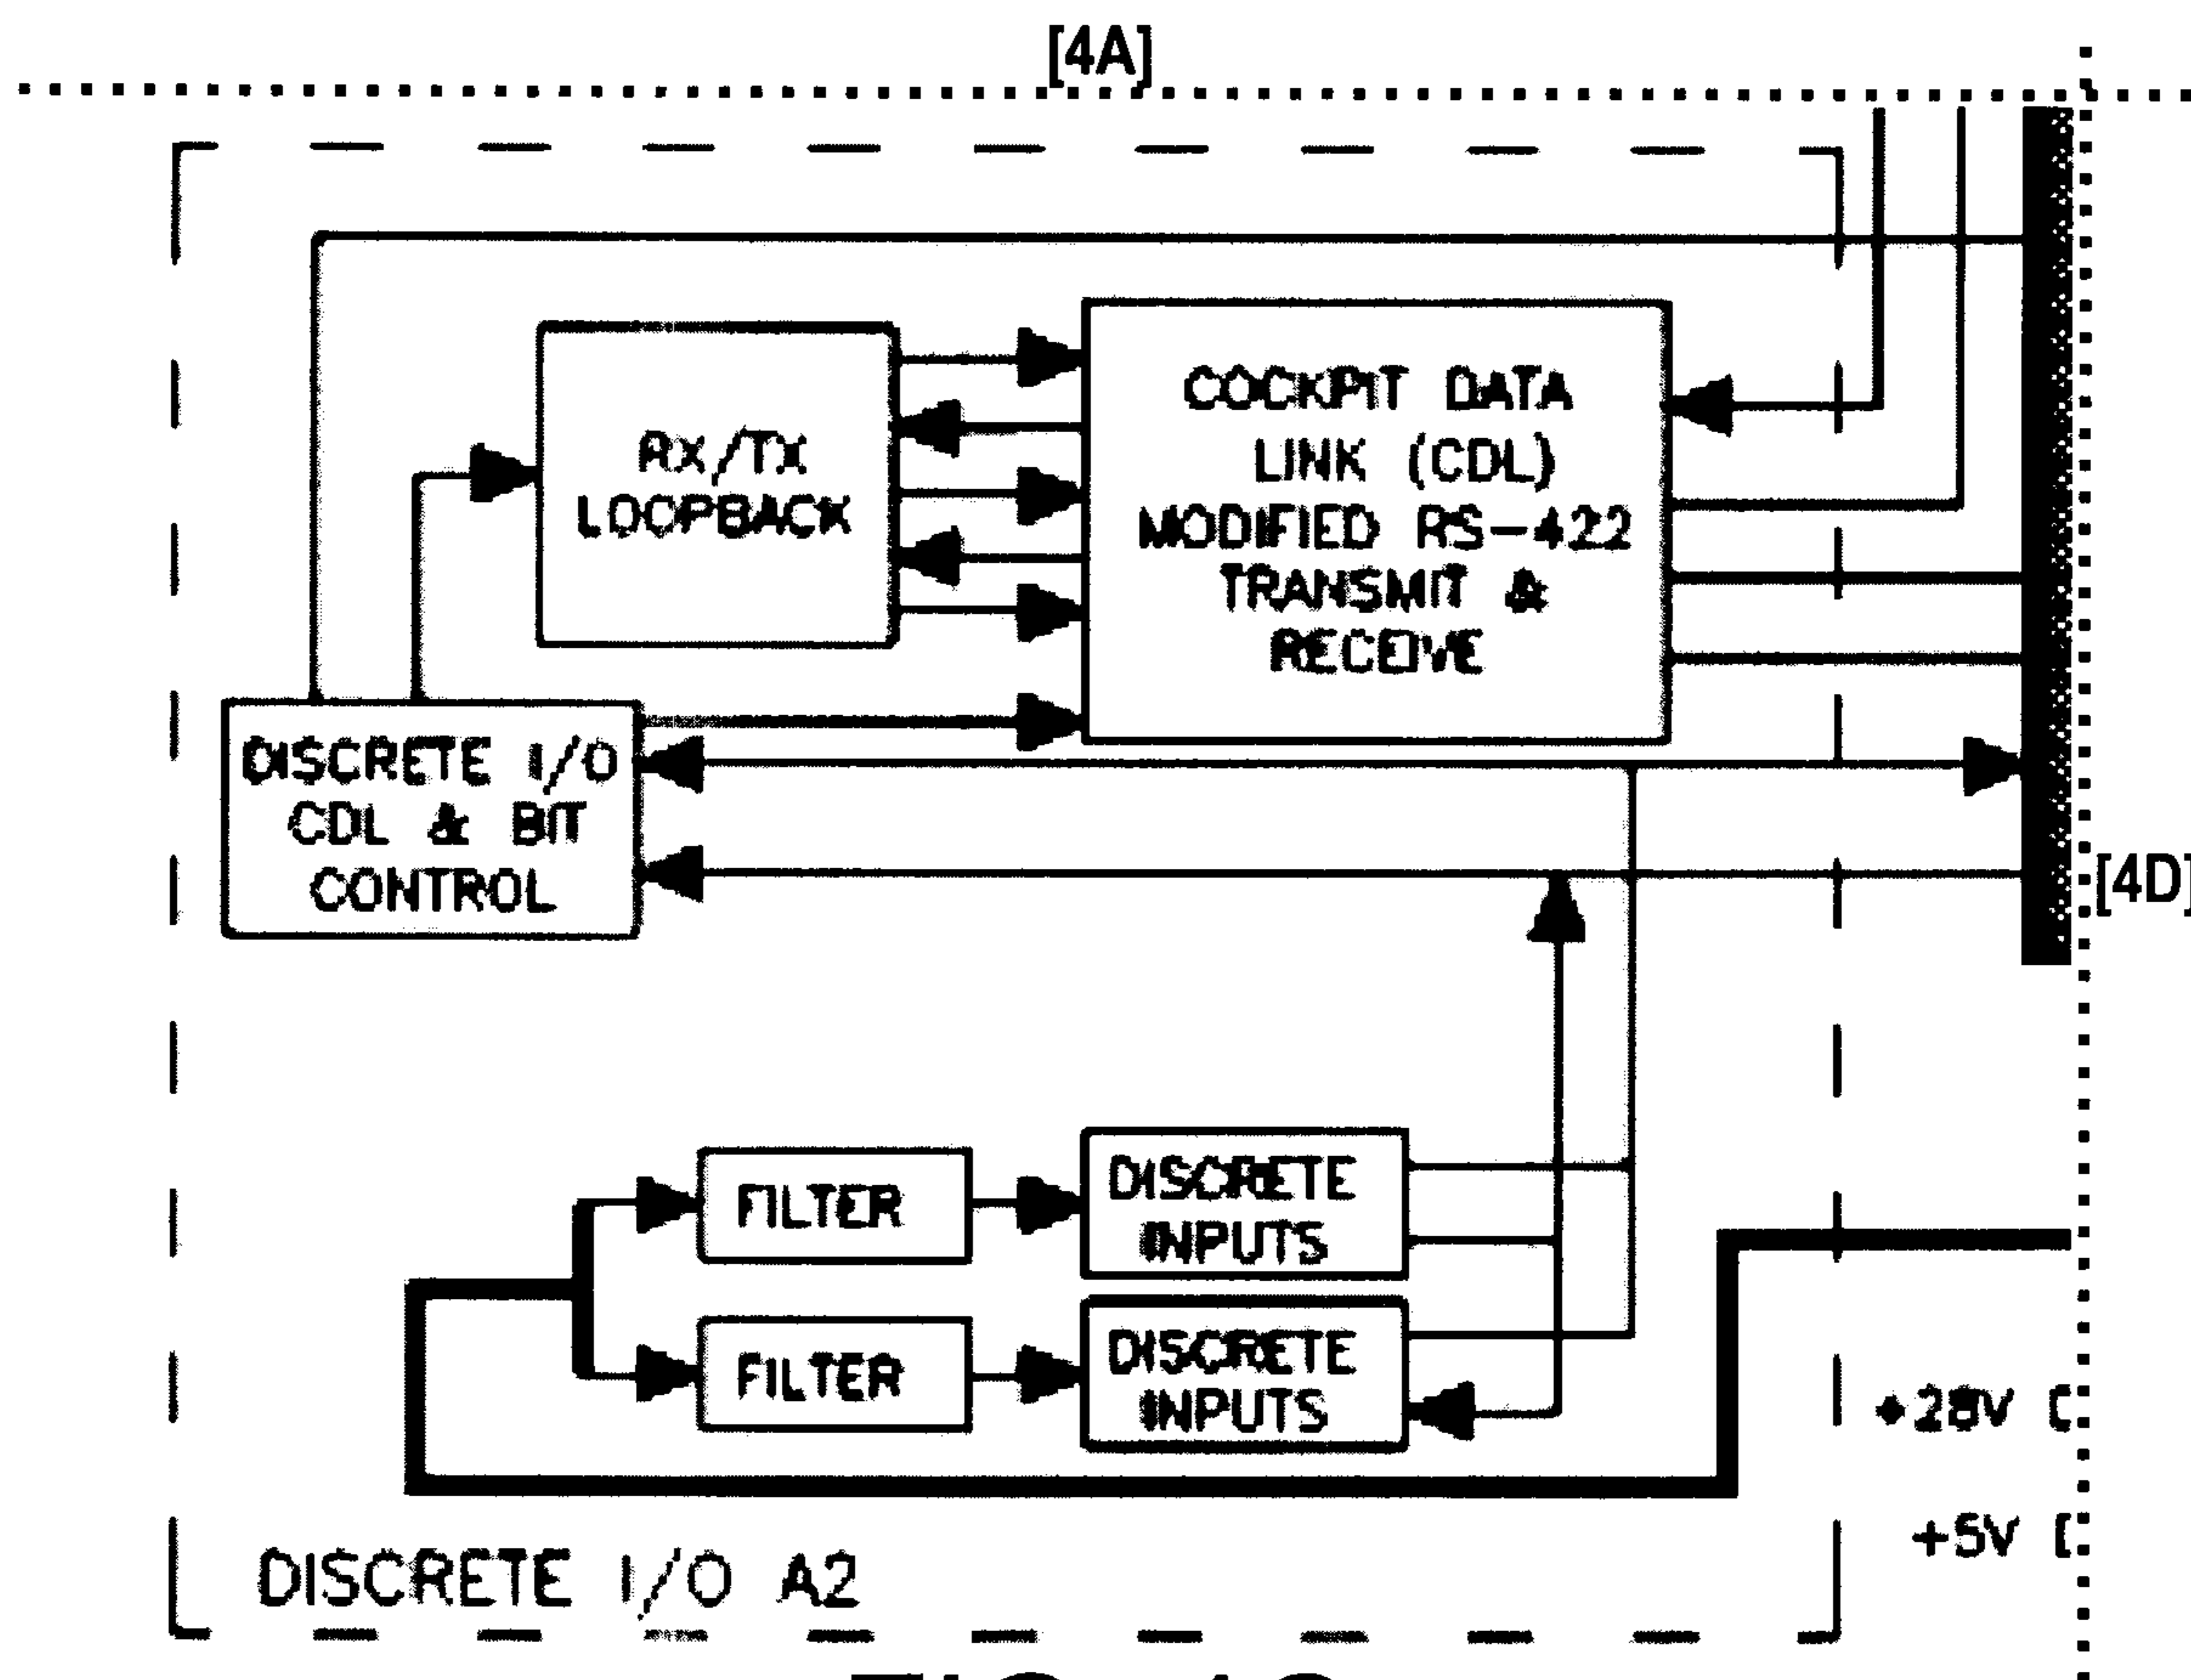 [4A]
RX/TX
LOOPBACK
COCKPIT DATA
LINK (CDL)
MODIFIED RS-422
TRANSMIT &
RECEIVE
DISCRETE I/O
CDL & BIT
CONTROL
[4D]
FILTER
DISCRETE
INPUTS
FILTER
DISCRETE
INPUTS
+28V
+5V
DISCRETE I/O A2